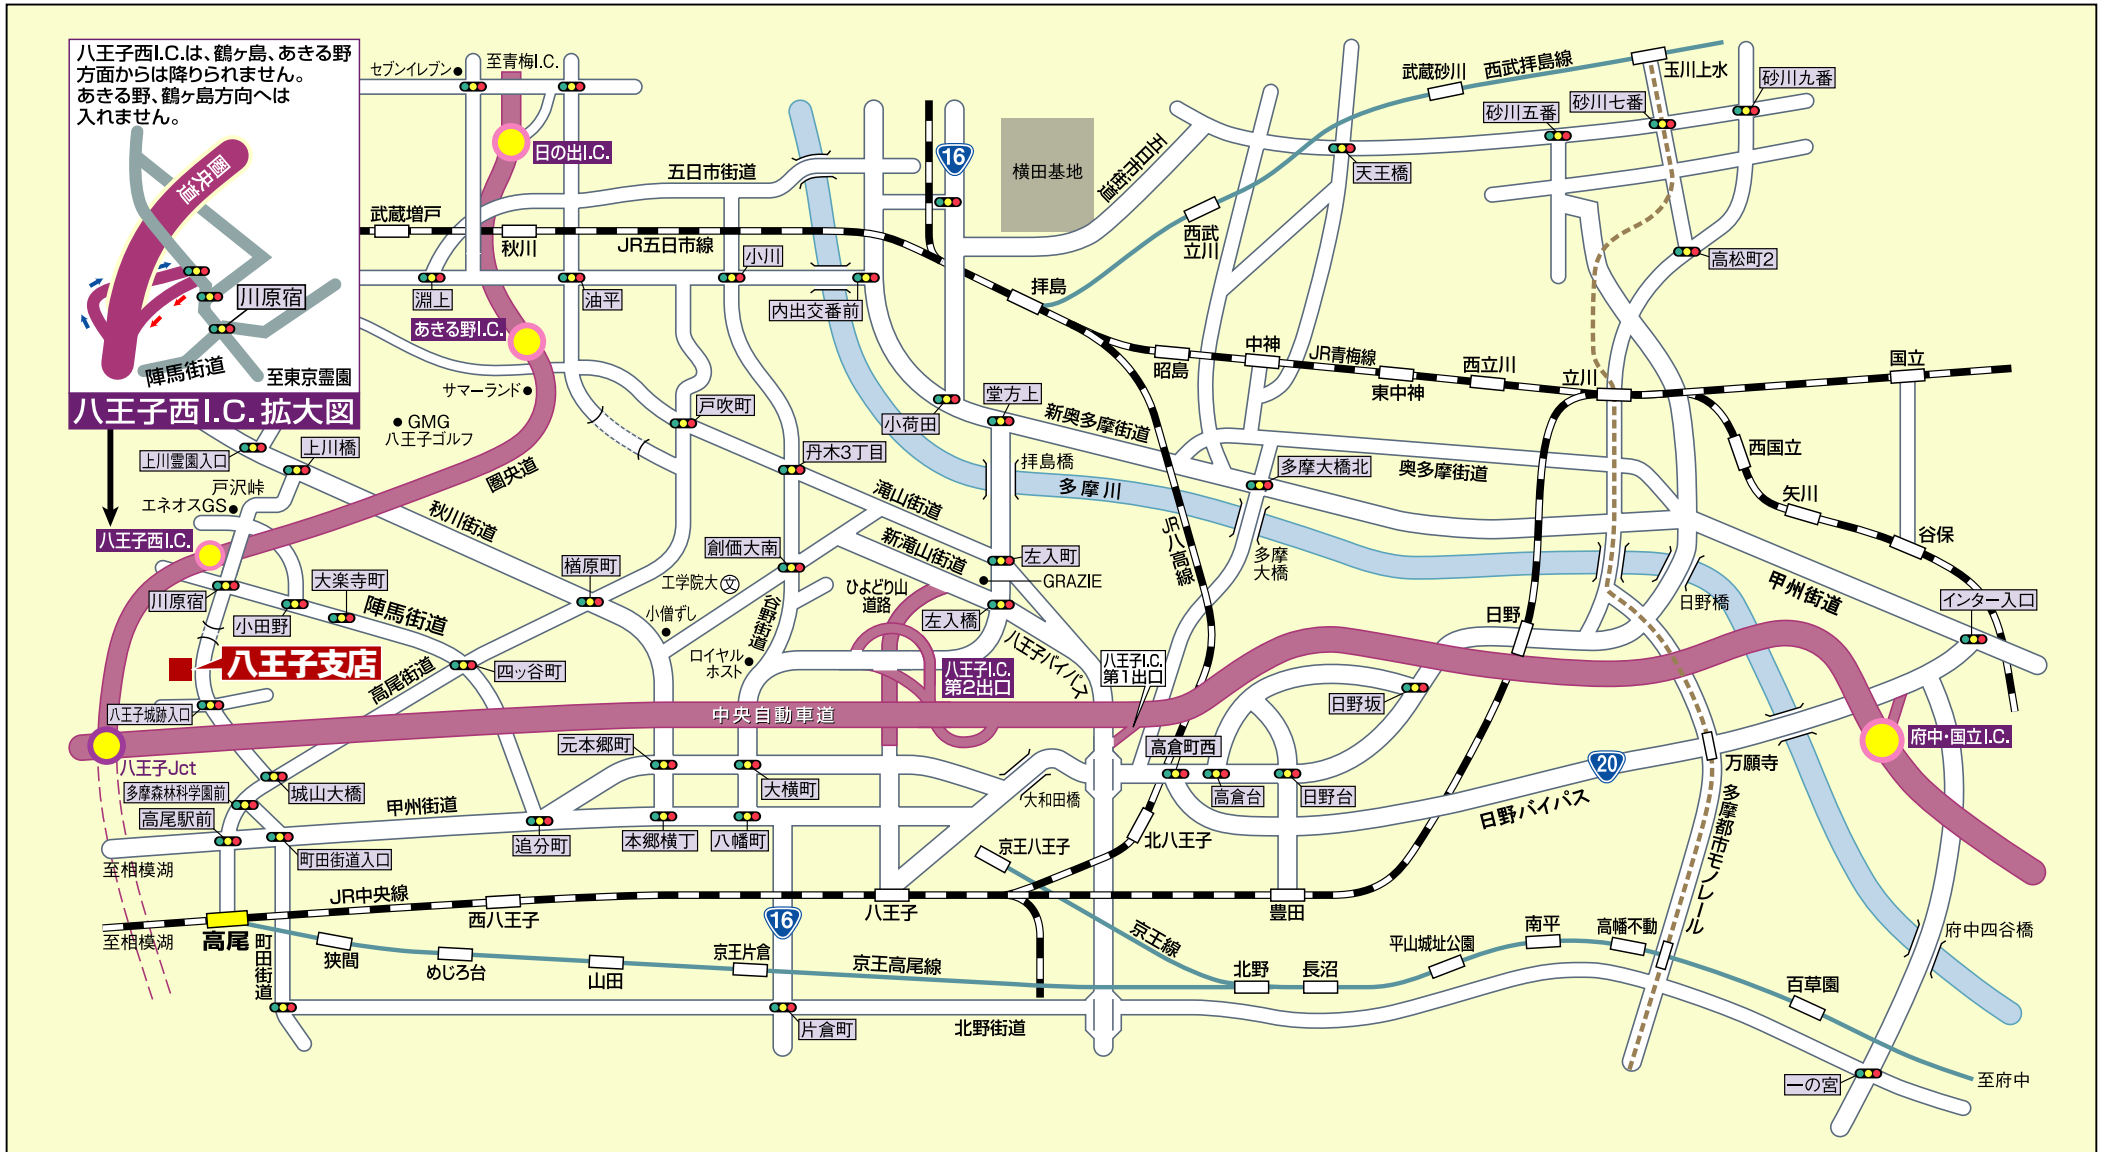 八王子西I.C.は、鶴ヶ島、あきる野
方面からは降りられません。
あきる野、鶴ヶ島方向へは
入れません。
圏央道
川原宿
陣馬街道
至東京霊園
八王子西I.C.拡大図
セブンイレブン
至青梅I.C.
日の出I.C.
五日市街道
16
横田基地
五日市街道
武蔵砂川
西武拝島線
玉川上水
砂川九番
砂川七番
砂川五番
天王橋
武蔵増戸
秋川
JR五日市線
小川
西武
立川
高松町2
淵上
油平
内出交番前
拝島
あきる野I.C.
昭島
中神
JR青梅線
東中神
西立川
立川
国立
サマーランド
GMG
八王子ゴルフ
戸吹町
小荷田
堂方上
新奥多摩街道
上川霊園入口
上川橋
丹木3丁目
拝島橋
多摩川
多摩大橋北
奥多摩街道
西国立
戸沢峠
エネオスGS
圏央道
秋川街道
滝山街道
矢川
八王子西I.C.
創価大南
新滝山街道
左入町
JR八高線
多摩
大橋
谷保
川原宿
大楽寺町
楢原町
工学院大
文
ひよどり山
道路
GRAZIE
日野橋
甲州街道
インター入口
小田野
陣馬街道
小僧ずし
谷野街道
左入橋
日野
八王子支店
高尾街道
四ッ谷町
ロイヤル
ホスト
八王子I.C.
第2出口
八王子バイパス
八王子I.C.
第1出口
日野坂
八王子城跡入口
中央自動車道
府中・国立I.C.
八王子Jct
元本郷町
大横町
高倉町西
20
万願寺
多摩森林科学園前
城山大橋
甲州街道
大和田橋
高倉台
日野台
日野バイパス
多摩都市モノレール
高尾駅前
町田街道入口
追分町
本郷横丁
八幡町
京王八王子
北八王子
至相模湖
JR中央線
西八王子
16
八王子
豊田
至相模湖
高尾
町田街道
狭間
めじろ台
山田
京王片倉
京王高尾線
京王線
北野
長沼
平山城址公園
南平
高幡不動
府中四谷橋
百草園
片倉町
北野街道
一の宮
至府中